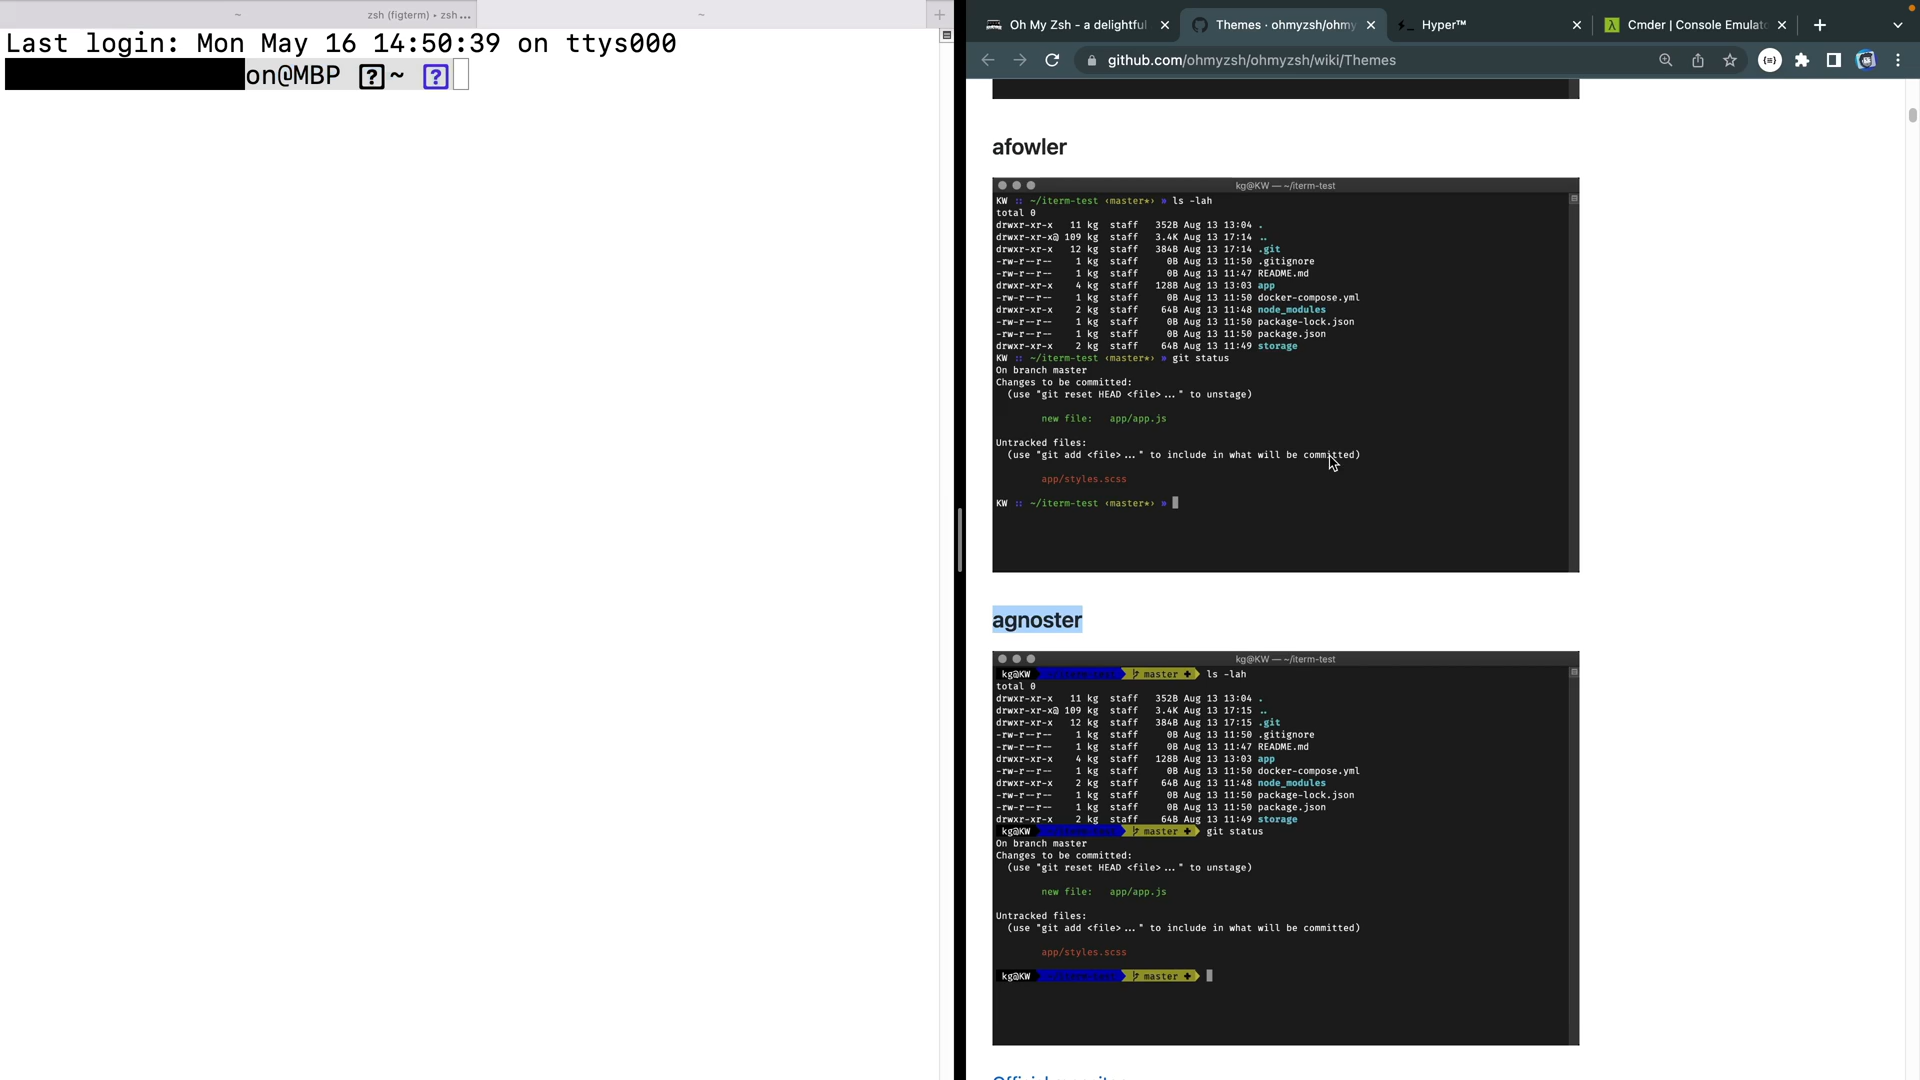 ~ zsh (figterm) • zsh... ~
Last login: Mon May 16 14:50:39 on ttys000
on@MBP ~
Oh My Zsh - a delightful
Themes · ohmyzsh/ohmy
Hyper™
Cmder | Console Emulato
github.com/ohmyzsh/ohmyzsh/wiki/Themes
afowler
kg@KW — ~/iterm-test
KW :: ~/iterm-test ‹master*› » ls -lah
total 0
drwxr-xr-x 11 kg staff 352B Aug 13 13:04 .
drwxr-xr-x@ 109 kg staff 3.4K Aug 13 17:14 ..
drwxr-xr-x 12 kg staff 384B Aug 13 17:14 .git
-rw-r--r-- 1 kg staff 0B Aug 13 11:50 .gitignore
-rw-r--r-- 1 kg staff 0B Aug 13 11:47 README.md
drwxr-xr-x 4 kg staff 128B Aug 13 13:03 app
-rw-r--r-- 1 kg staff 0B Aug 13 11:50 docker-compose.yml
drwxr-xr-x 2 kg staff 64B Aug 13 11:48 node_modules
-rw-r--r-- 1 kg staff 0B Aug 13 11:50 package-lock.json
-rw-r--r-- 1 kg staff 0B Aug 13 11:50 package.json
drwxr-xr-x 2 kg staff 64B Aug 13 11:49 storage
KW :: ~/iterm-test ‹master*› » git status
On branch master
Changes to be committed:
(use "git reset HEAD <file>..." to unstage)
new file: app/app.js
Untracked files:
(use "git add <file>..." to include in what will be committed)
app/styles.scss
KW :: ~/iterm-test ‹master*› »
agnoster
kg@KW — ~/iterm-test
kg@KW ~/iterm-test master + ls -lah
total 0
drwxr-xr-x 11 kg staff 352B Aug 13 13:04 .
drwxr-xr-x@ 109 kg staff 3.4K Aug 13 17:15 ..
drwxr-xr-x 12 kg staff 384B Aug 13 17:15 .git
-rw-r--r-- 1 kg staff 0B Aug 13 11:50 .gitignore
-rw-r--r-- 1 kg staff 0B Aug 13 11:47 README.md
drwxr-xr-x 4 kg staff 128B Aug 13 13:03 app
-rw-r--r-- 1 kg staff 0B Aug 13 11:50 docker-compose.yml
drwxr-xr-x 2 kg staff 64B Aug 13 11:48 node_modules
-rw-r--r-- 1 kg staff 0B Aug 13 11:50 package-lock.json
-rw-r--r-- 1 kg staff 0B Aug 13 11:50 package.json
drwxr-xr-x 2 kg staff 64B Aug 13 11:49 storage
kg@KW ~/iterm-test master + git status
On branch master
Changes to be committed:
(use "git reset HEAD <file>..." to unstage)
new file: app/app.js
Untracked files:
(use "git add <file>..." to include in what will be committed)
app/styles.scss
kg@KW ~/iterm-test master +